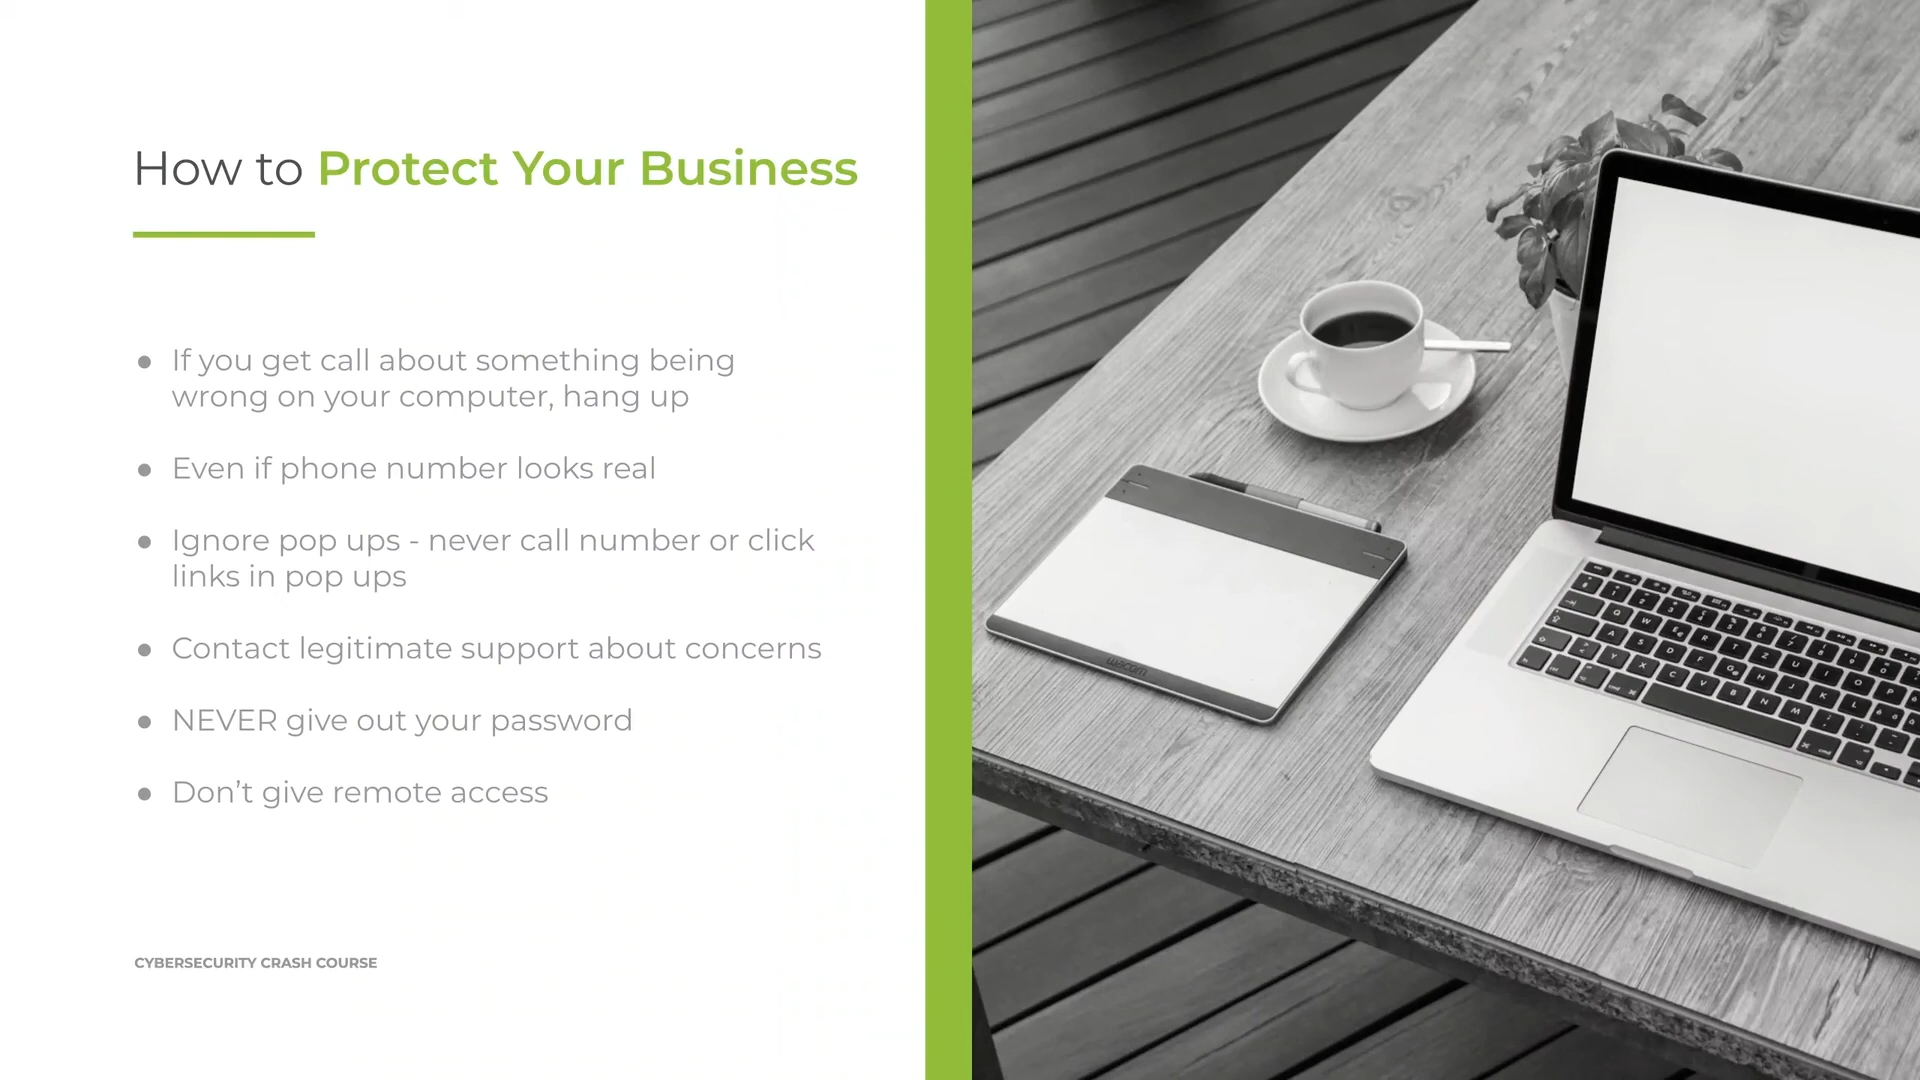 How to Protect Your Business
● If you get call about something being
wrong on your computer, hang up
● Even if phone number looks real
● Ignore pop ups - never call number or click
links in pop ups
● Contact legitimate support about concerns
● NEVER give out your password
● Don’t give remote access
CYBERSECURITY CRASH COURSE
wacom